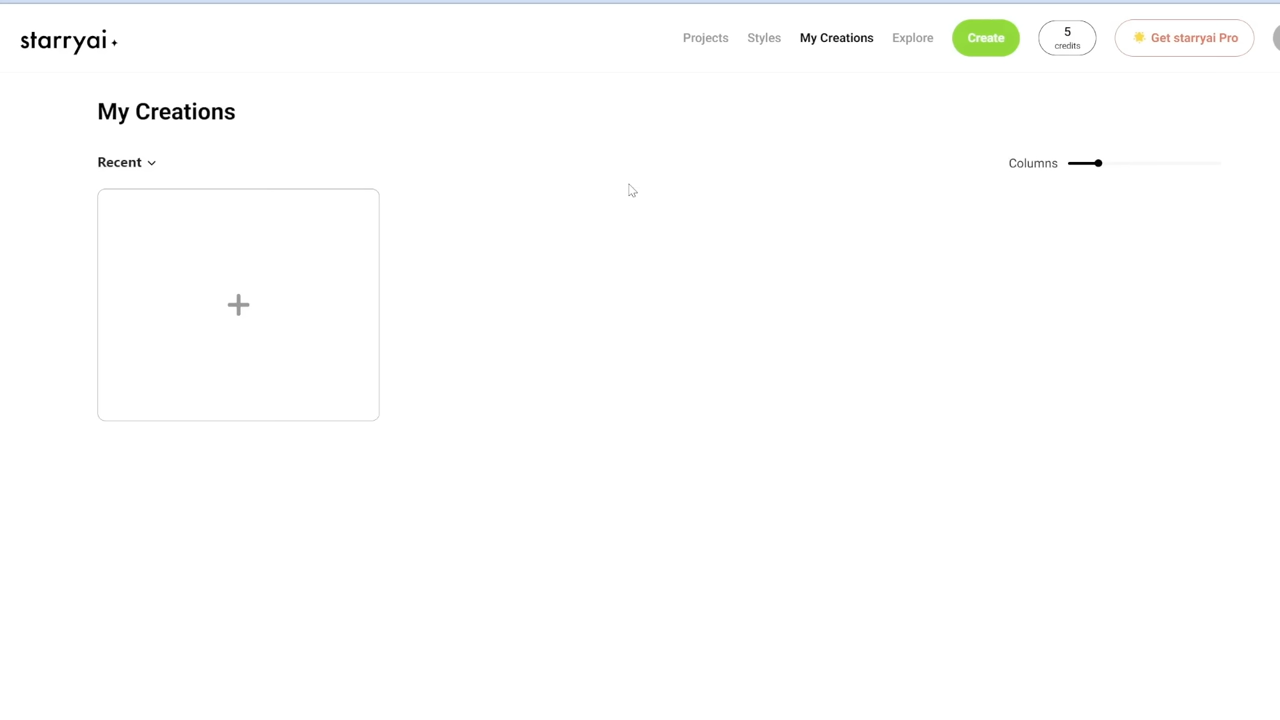 starryai
Projects Styles My Creations Explore Create 5 credits Get starryai Pro
My Creations
Recent
Columns